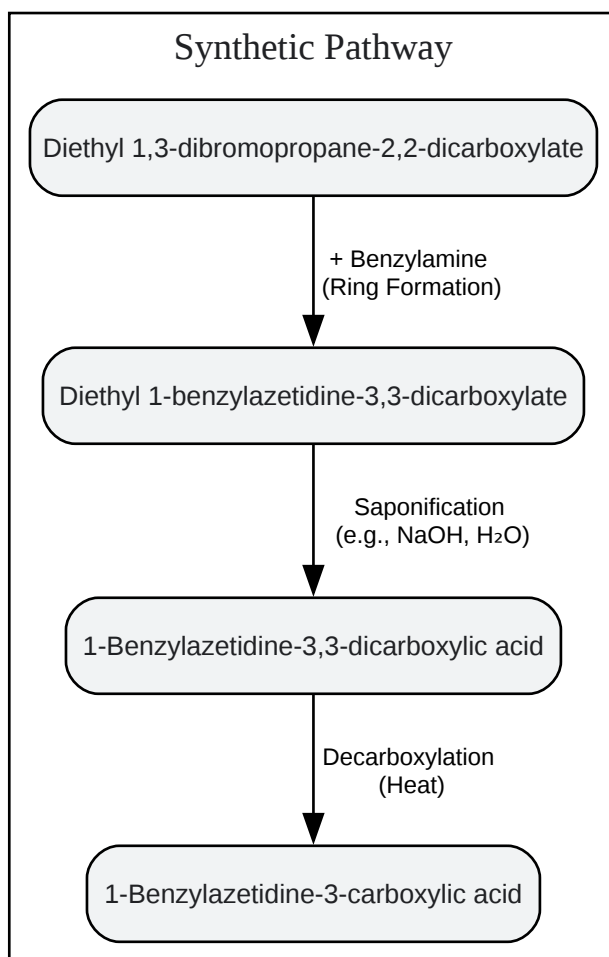 Synthetic Pathway
Diethyl 1,3-dibromopropane-2,2-dicarboxylate
+ Benzylamine
(Ring Formation)
Diethyl 1-benzylazetidine-3,3-dicarboxylate
Saponification
(e.g., NaOH, H₂O)
1-Benzylazetidine-3,3-dicarboxylic acid
Decarboxylation
(Heat)
1-Benzylazetidine-3-carboxylic acid